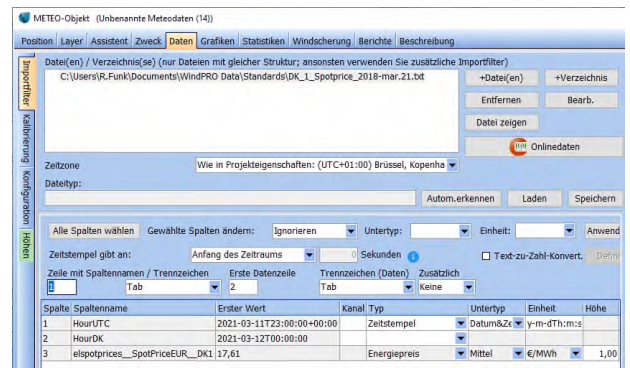 METEO-Objekt (Unbenannte Meteodaten (14))
Position Layer Assistent Zweck Daten Grafiken Statistiken Windscherung Berichte Beschreibung
Importfilter
Kalibrierung
Konfiguration
Höhen
Datei(en) / Verzeichnis(se) (nur Dateien mit gleicher Struktur; ansonsten verwenden Sie zusätzliche Importfilter)
C:\Users\R.Funk\Documents\WindPRO Data\Standards\DK_1_Spotprice_2018-mar.21.txt
+Datei(en) +Verzeichnis
Entfernen Bearb.
Datei zeigen
Onlinedaten
Zeitzone Wie in Projekteigenschaften: (UTC+01:00) Brüssel, Kopenha
Dateityp:
Autom.erkennen Laden Speichern
Alle Spalten wählen Gewählte Spalten ändern: Ignorieren Untertyp: Einheit: Anwend
Zeitstempel gibt an: Anfang des Zeitraums 0 Sekunden Text-zu-Zahl-Konvert. Defini
Zeile mit Spaltennamen / Trennzeichen Erste Datenzeile Trennzeichen (Daten) Zusätzlich
1 Tab 2 Tab Keine
Spalte Spaltenname Erster Wert Kanal Typ Untertyp Einheit Höhe
1 HourUTC 2021-03-11T23:00:00+00:00 Zeitstempel Datum&Ze y-m-dTh:m:s
2 HourDK 2021-03-12T00:00:00
3 elspotprices__SpotPriceEUR__DK1 17,61 Energiepreis Mittel €/MWh 1,00